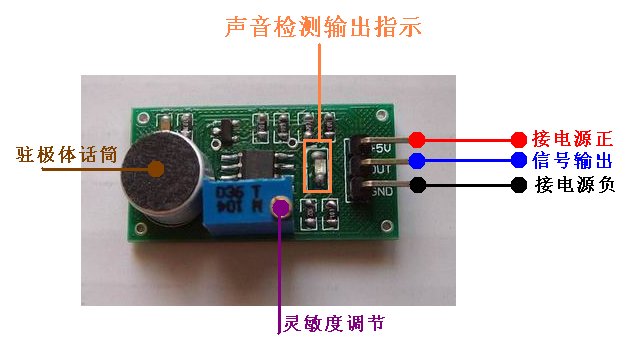 声音检测输出指示
接电源正
+5V
信号输出
OUT
驻极体话筒
接电源负
GND
036 T
W 104
灵敏度调节